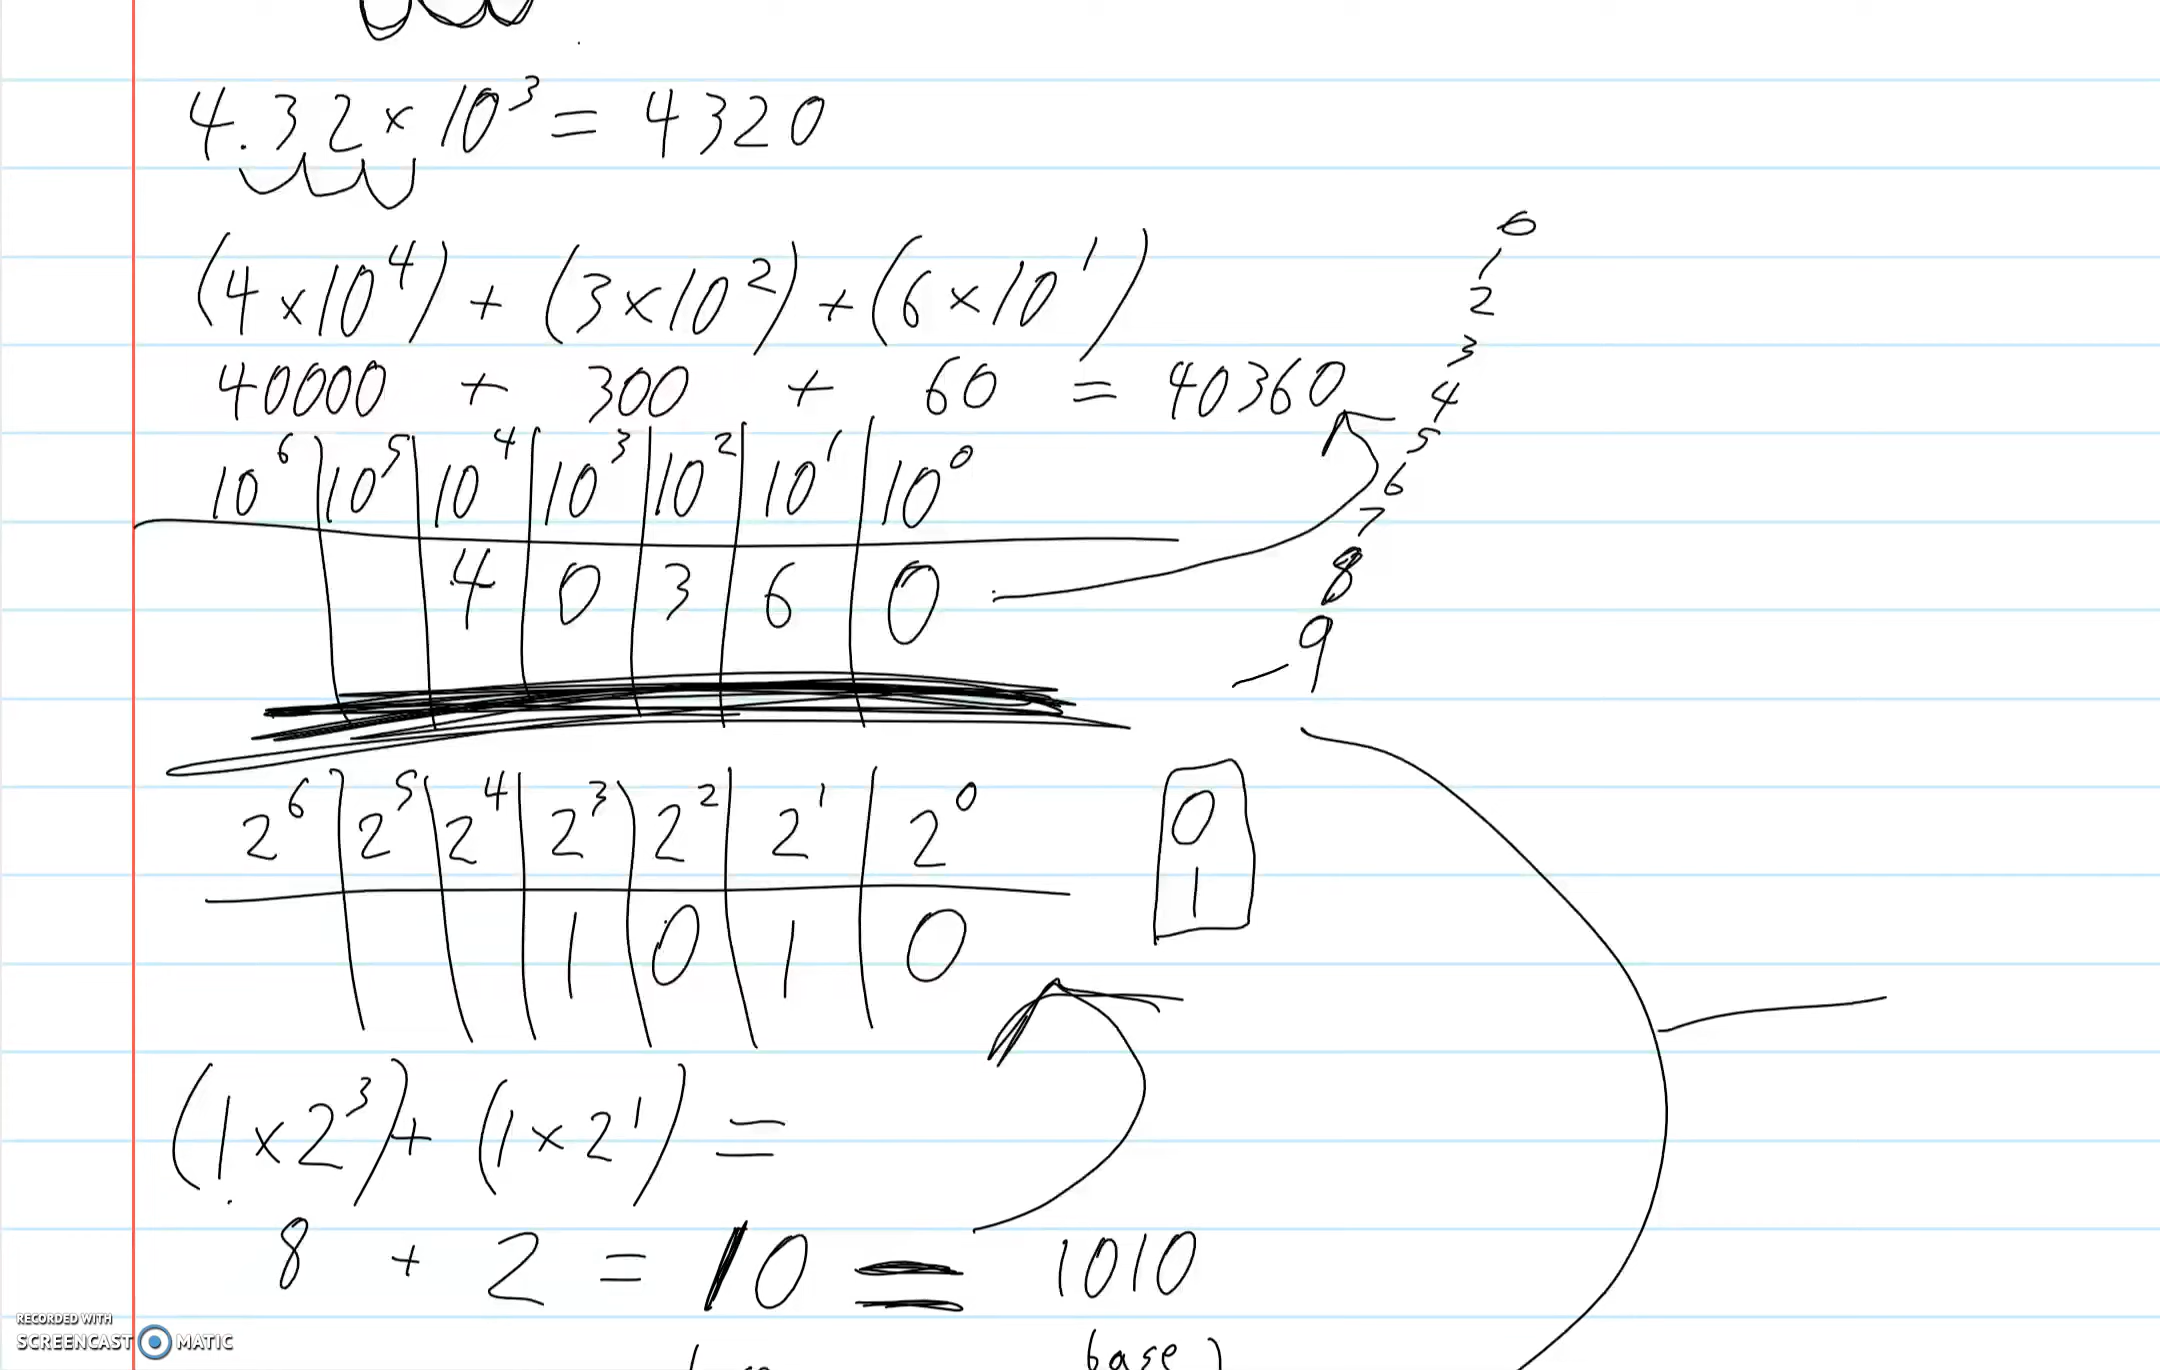 4.32 × 10³ = 4320
(4 × 10⁴) + (3 × 10²) + (6 × 10¹)
40000 + 300 + 60 = 40360
10⁶ 10⁵ 10⁴ 10³ 10² 10¹ 10⁰
4 0 3 6 0
0
1
2
3
4
5
6
7
8
9
2⁶ 2⁵ 2⁴ 2³ 2² 2¹ 2⁰
1 0 1 0
0
1
(1 × 2³) + (1 × 2¹) =
8 + 2 = 10 = 1010
base
RECORDED WITH
SCREENCAST MATIC